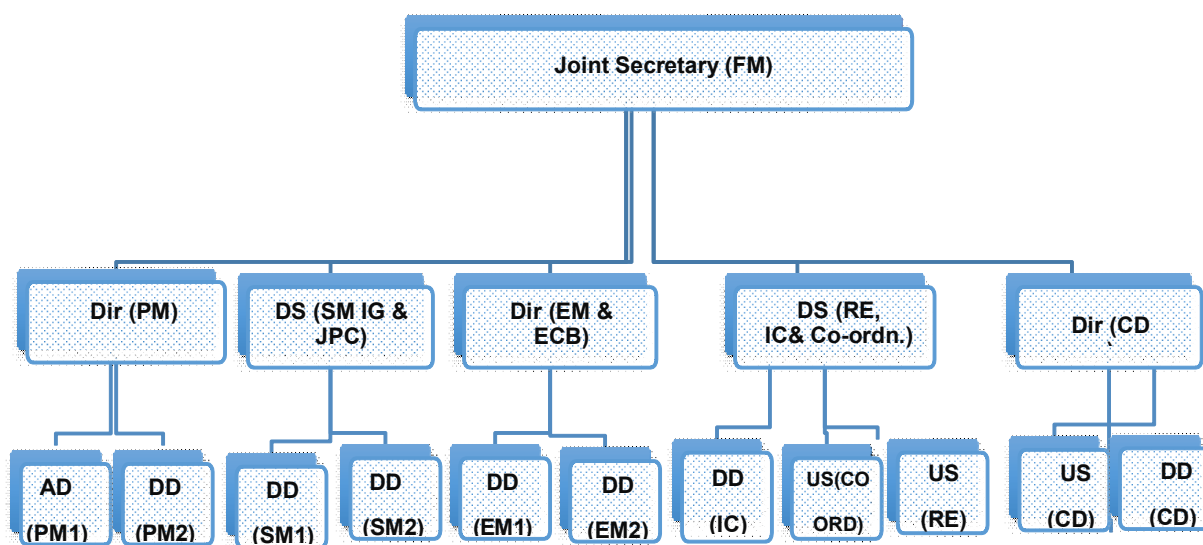 Joint Secretary (FM)
Dir (PM)
DS (SM IG &
JPC)
Dir (EM &
ECB)
DS (RE,
IC& Co-ordn.)
Dir (CD
AD
(PM1)
DD
(PM2)
DD
(SM1)
DD
(SM2)
DD
(EM1)
DD
(EM2)
DD
(IC)
US(CO
ORD)
US
(RE)
US
(CD)
DD
(CD)